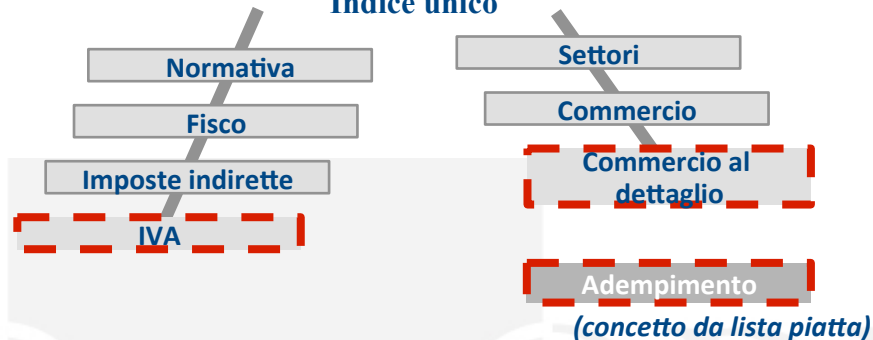 Indice unico
Normativa
Fisco
Imposte indirette
IVA
Settori
Commercio
Commercio al
dettaglio
Adempimento
(concetto da lista piatta)